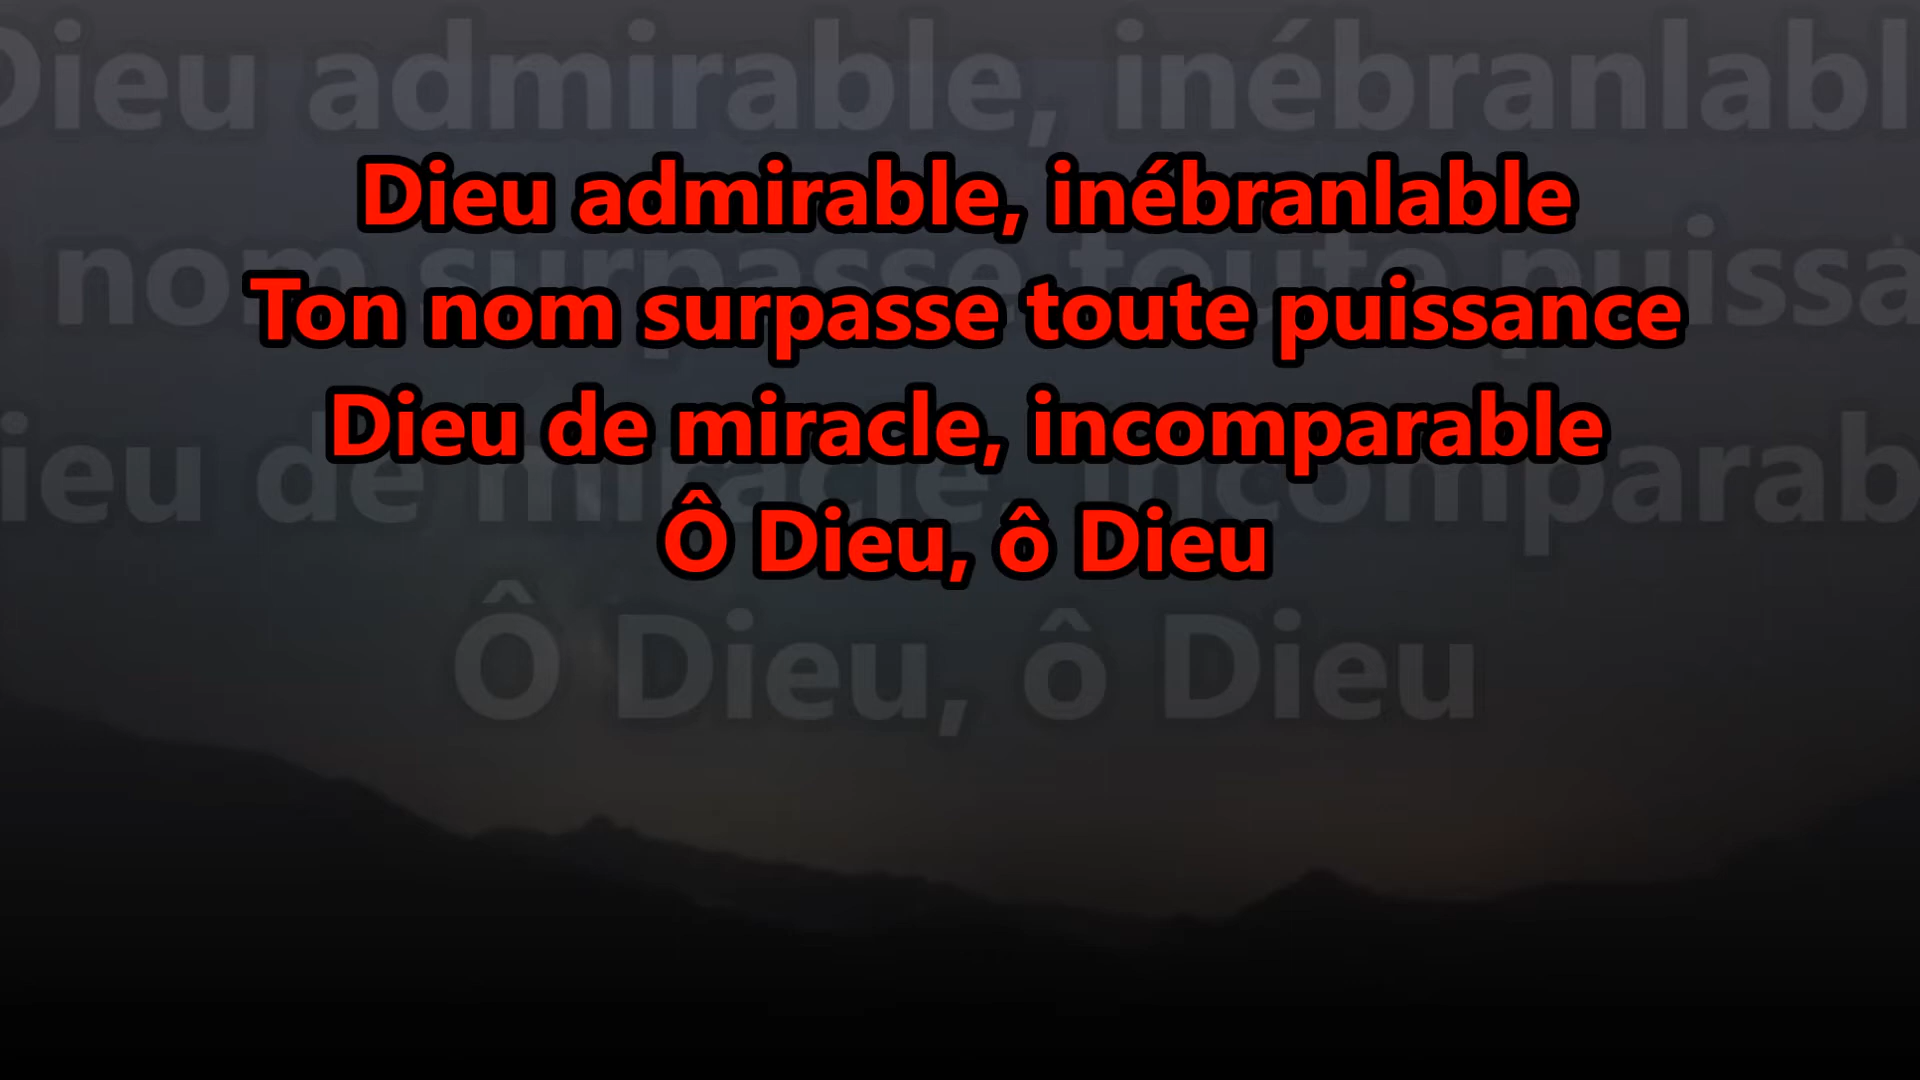 Dieu admirable, inébranlable
Ton nom surpasse toute puissance
Dieu de miracle, incomparable
Ô Dieu, ô Dieu